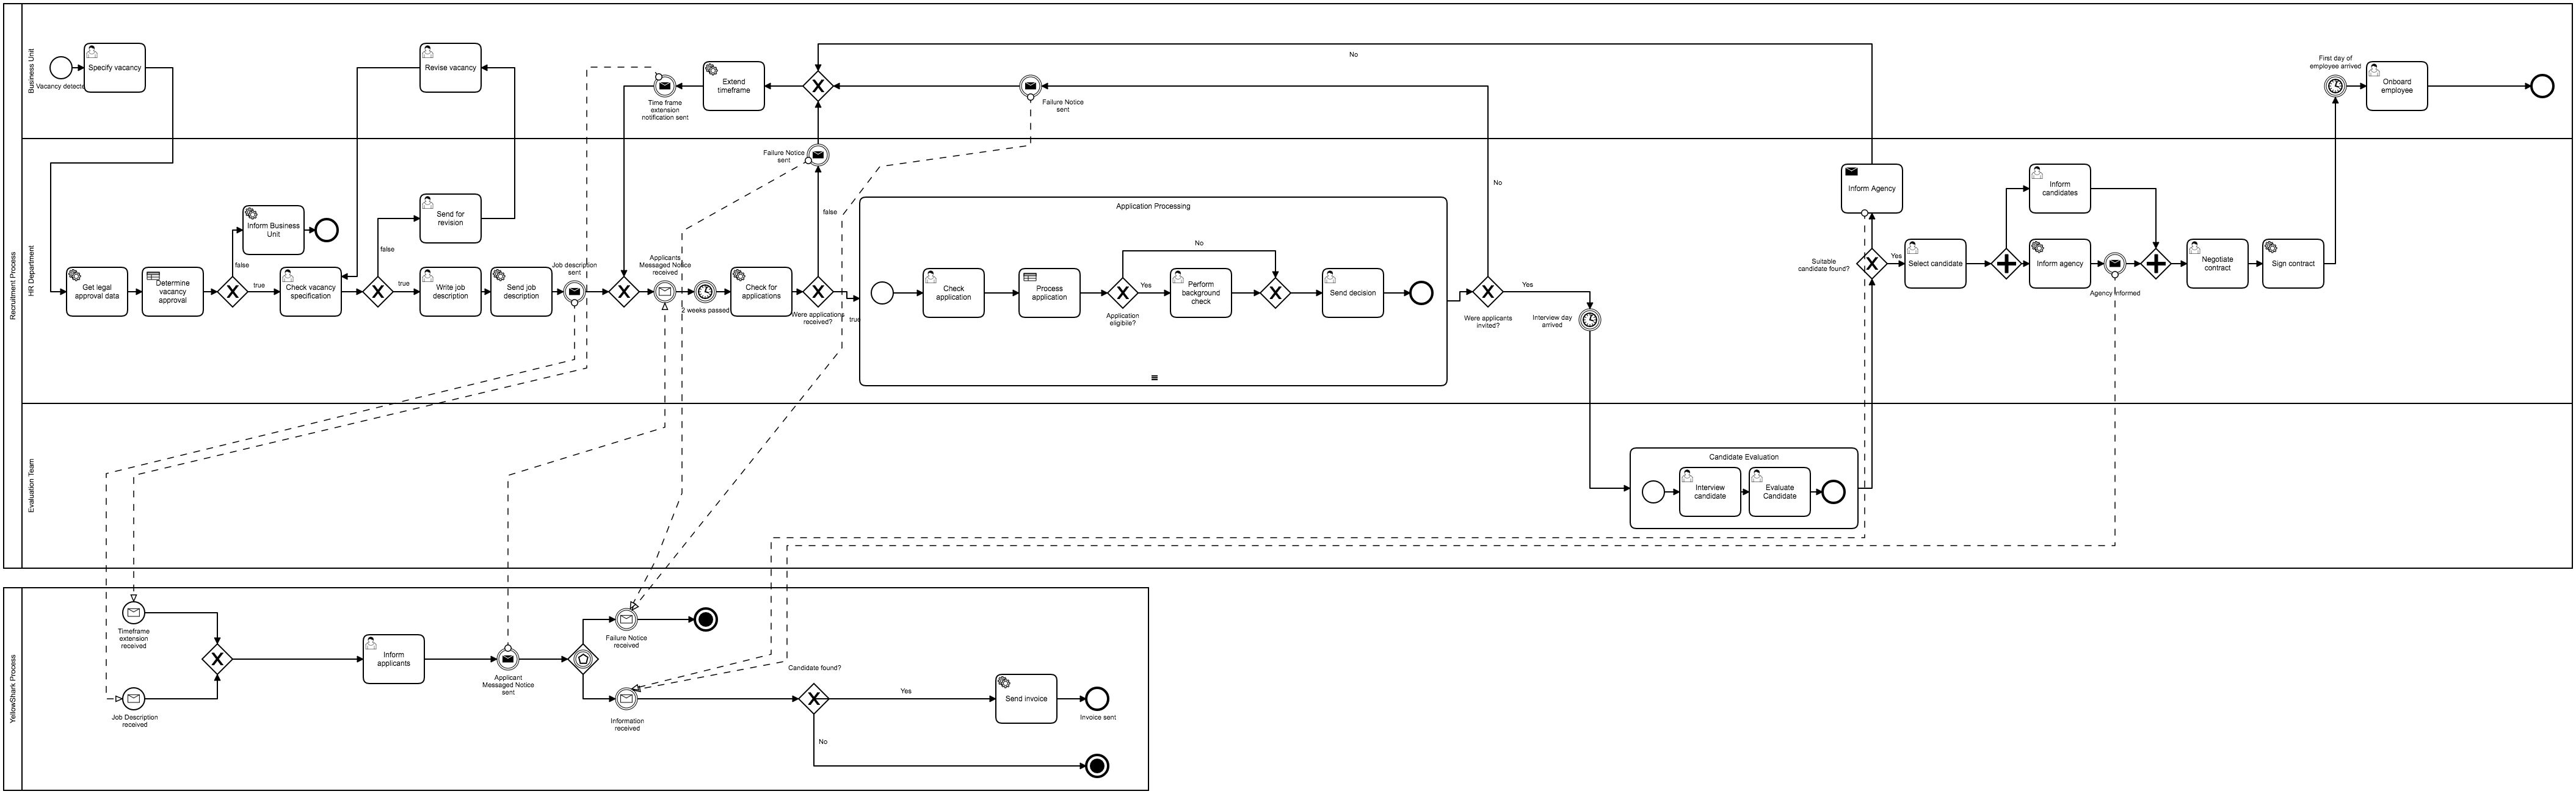 Recruitment Process
Business Unit
Vacancy detecte
Specify vacancy
Revise vacancy
Time frame
extension
notification sent
Extend
timeframe
Failure Notice
sent
No
First day of
employee arrived
Onboard
employee
HR Department
Get legal
approval data
Determine
vacancy
approval
false
true
Inform Business
Unit
Check vacancy
specification
false
true
Send for
revision
Write job
description
Send job
description
Job description
sent
Applicants
Messaged Notice
received
2 weeks passed
Check for
applications
Failure Notice
sent
false
Were applications
received?
true
Application Processing
Check
application
Process
application
Application
eligibile?
Yes
No
Perform
background
check
Send decision
No
Were applicants
invited?
Yes
Interview day
arrived
Inform Agency
Suitable
candidate found?
Yes
Select candidate
Inform
candidates
Inform agency
Agency informed
Negotiate
contract
Sign contract
Evaluation Team
Candidate Evaluation
Interview
candidate
Evaluate
Candidate
YellowShark Process
Timeframe
extension
received
Job Description
received
Inform
applicants
Applicant
Messaged Notice
sent
Failure Notice
received
Information
received
Candidate found?
Yes
No
Send invoice
Invoice sent